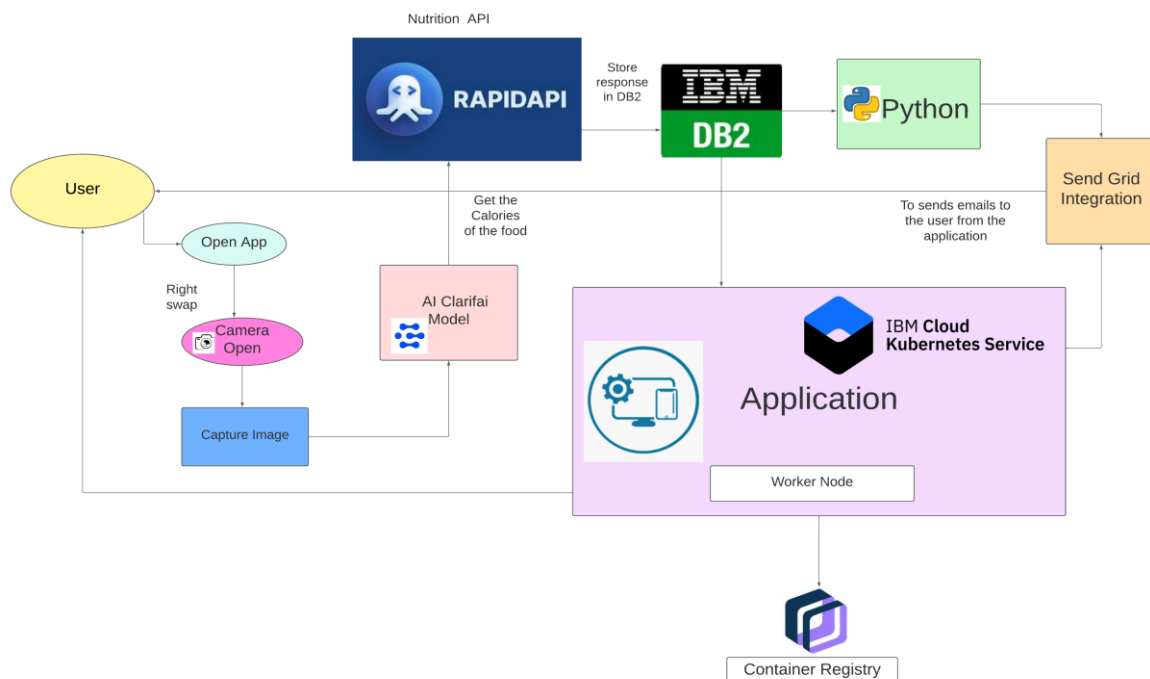 Nutrition API
RAPIDAPI
Store
response
in DB2
IBM
DB2
Python
User
Send Grid
Integration
Get the
Calories
of the food
To sends emails to
the user from the
application
Open App
Right
swap
AI Clarifai
Model
Camera
Open
IBM Cloud
Kubernetes Service
Application
Capture Image
Worker Node
Container Registry